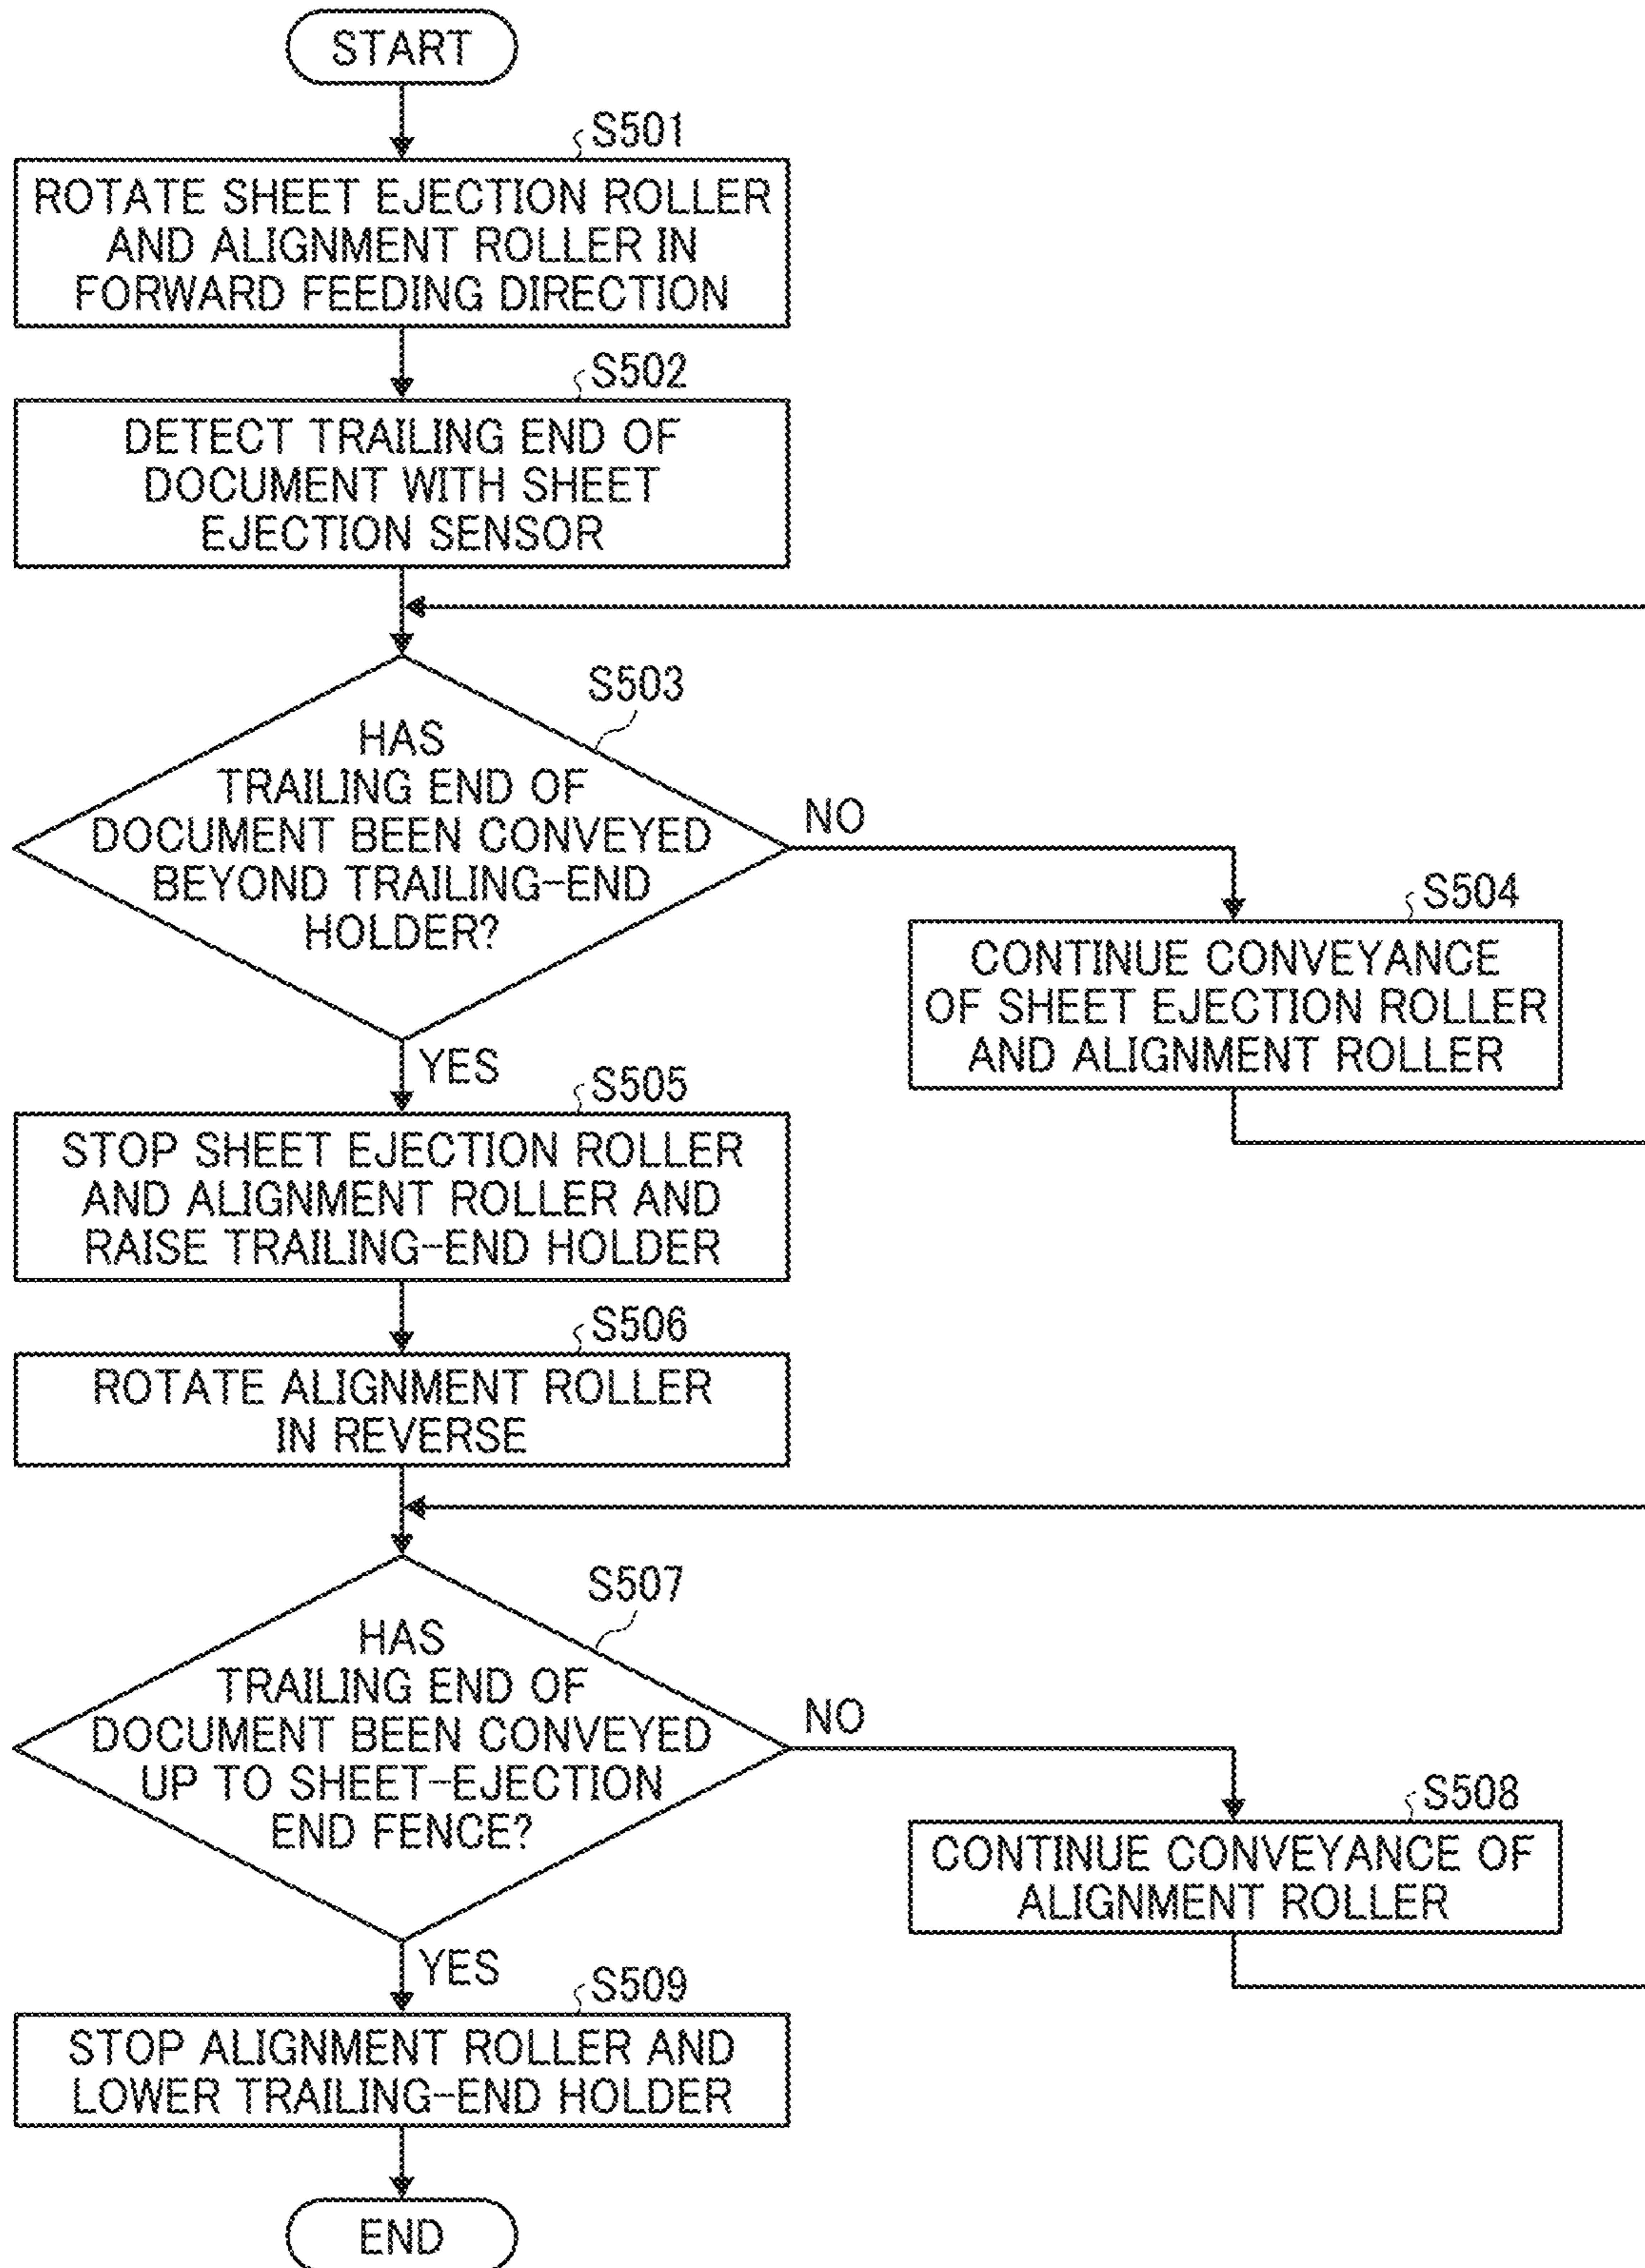 START
S501
ROTATE SHEET EJECTION ROLLER
AND ALIGNMENT ROLLER IN
FORWARD FEEDING DIRECTION
S502
DETECT TRAILING END OF
DOCUMENT WITH SHEET
EJECTION SENSOR
S503
HAS
TRAILING END OF
DOCUMENT BEEN CONVEYED
BEYOND TRAILING-END
HOLDER?
NO
S504
CONTINUE CONVEYANCE
OF SHEET EJECTION ROLLER
AND ALIGNMENT ROLLER
YES
S505
STOP SHEET EJECTION ROLLER
AND ALIGNMENT ROLLER AND
RAISE TRAILING-END HOLDER
S506
ROTATE ALIGNMENT ROLLER
IN REVERSE
S507
HAS
TRAILING END OF
DOCUMENT BEEN CONVEYED
UP TO SHEET-EJECTION
END FENCE?
NO
S508
CONTINUE CONVEYANCE OF
ALIGNMENT ROLLER
YES
S509
STOP ALIGNMENT ROLLER AND
LOWER TRAILING-END HOLDER
END